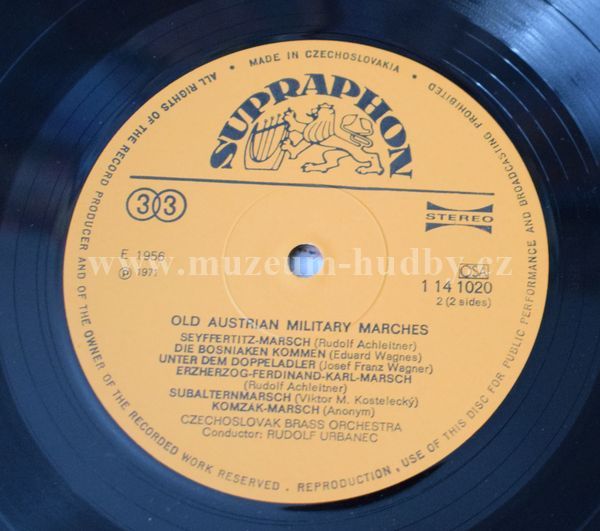 ALL RIGHTS OF THE RECORD PRODUCER AND OF THE OWNER OF THE RECORDED WORK RESERVED. REPRODUCTION, USE OF THIS DISC FOR PUBLIC PERFORMANCE AND BROADCASTING PROHIBITED
• MADE IN CZECHOSLOVAKIA •
SUPRAPHON
33
STEREO
F 1956
℗ 1971
OSA
1 14 1020
2 (2 sides)
www.muzeum-hudby.cz
OLD AUSTRIAN MILITARY MARCHES
SEYFFERTITZ-MARSCH (Rudolf Achleitner)
DIE BOSNIAKEN KOMMEN (Eduard Wagnes)
UNTER DEM DOPPELADLER (Josef Franz Wagner)
ERZHERZOG-FERDINAND-KARL-MARSCH
(Rudolf Achleitner)
SUBALTERNMARSCH (Viktor M. Kostelecký)
KOMZAK-MARSCH (Anonym)
CZECHOSLOVAK BRASS ORCHESTRA
Conductor: RUDOLF URBANEC